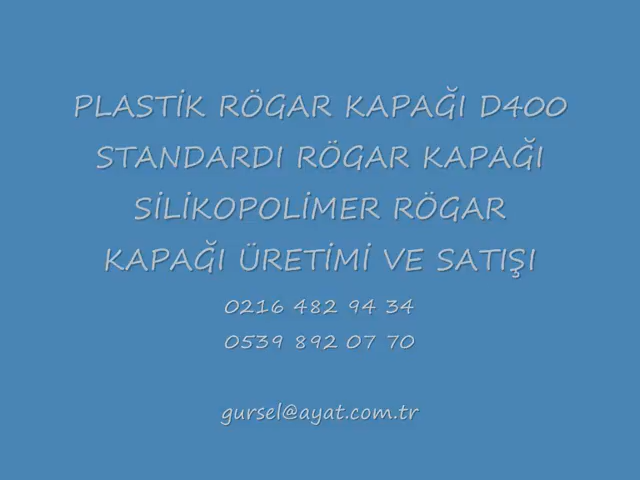 PLASTİK RÖGAR KAPAĞI D400
STANDARDI RÖGAR KAPAĞI
SİLİKOPOLİMER RÖGAR
KAPAĞI ÜRETİMİ VE SATIŞI
0216 482 94 34
0539 892 07 70
gursel@ayat.com.tr